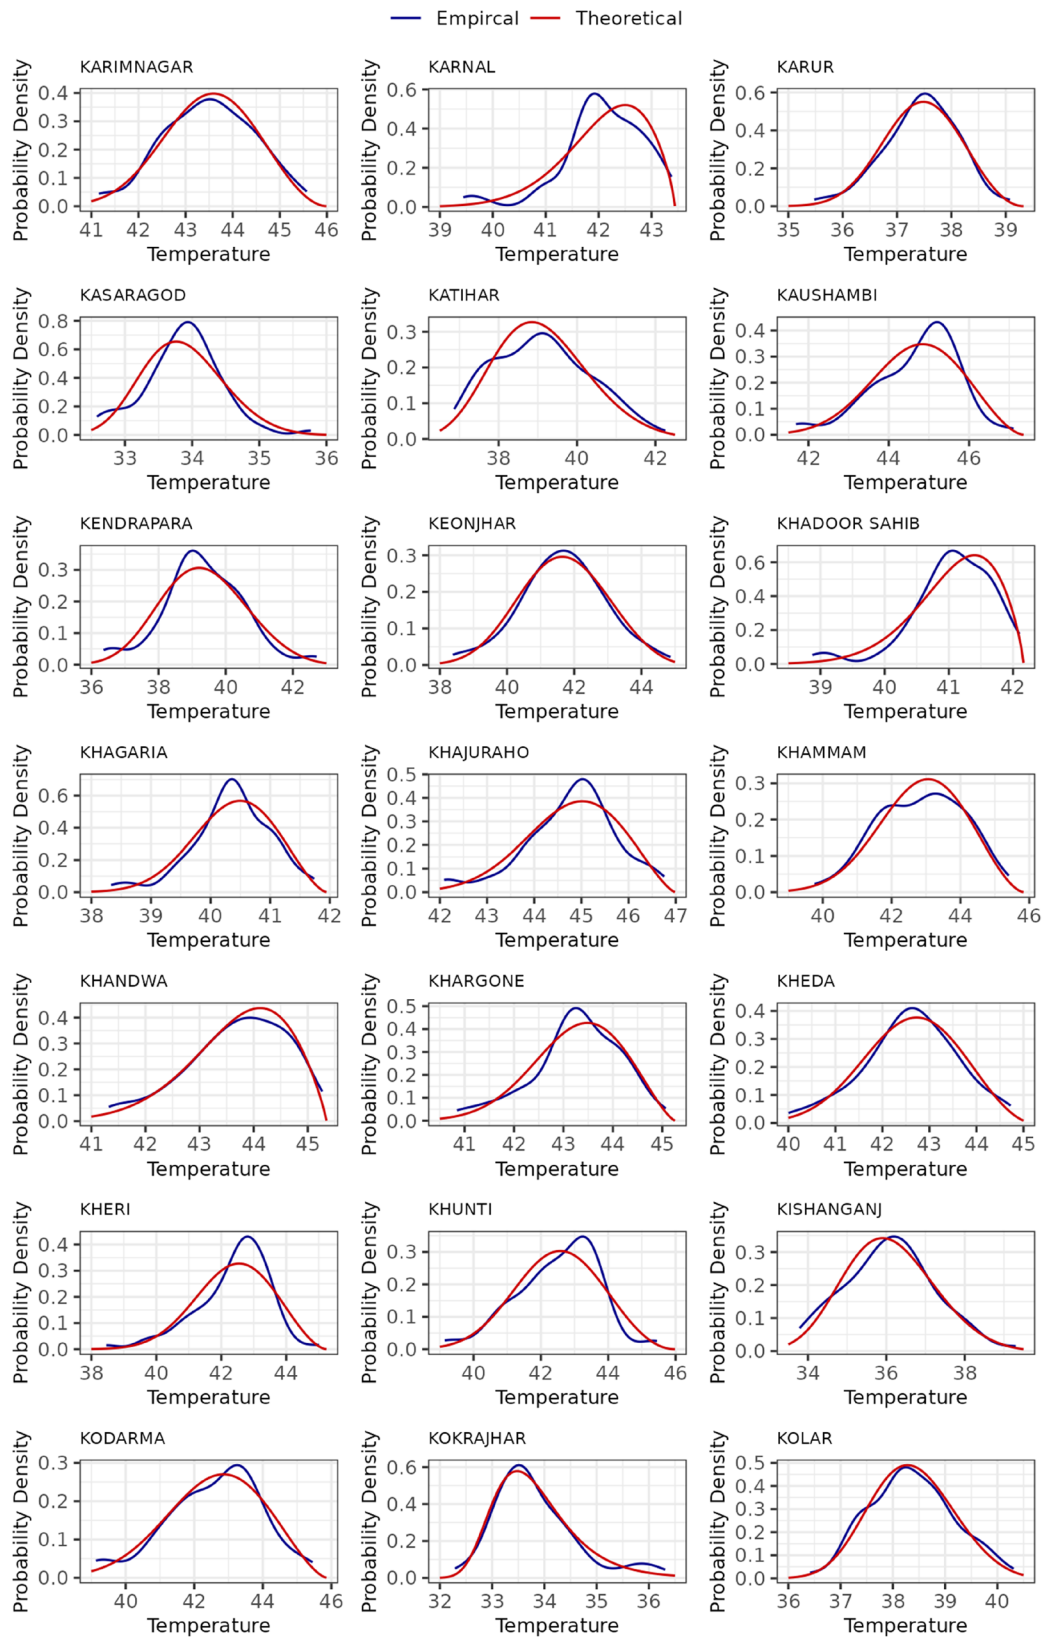 Empircal Theoretical
KARIMNAGAR KARNAL KARUR
Probability Density Probability Density Probability Density
0.4 0.3 0.2 0.1 0.0 0.6 0.4 0.2 0.0 0.6 0.4 0.2 0.0
41 42 43 44 45 46 39 40 41 42 43 35 36 37 38 39
Temperature Temperature Temperature
KASARAGOD KATIHAR KAUSHAMBI
Probability Density Probability Density Probability Density
0.8 0.6 0.4 0.2 0.0 0.3 0.2 0.1 0.0 0.4 0.3 0.2 0.1 0.0
33 34 35 36 38 40 42 42 44 46
Temperature Temperature Temperature
KENDRAPARA KEONJHAR KHADOOR SAHIB
Probability Density Probability Density Probability Density
0.3 0.2 0.1 0.0 0.3 0.2 0.1 0.0 0.6 0.4 0.2 0.0
36 38 40 42 38 40 42 44 39 40 41 42
Temperature Temperature Temperature
KHAGARIA KHAJURAHO KHAMMAM
Probability Density Probability Density Probability Density
0.6 0.4 0.2 0.0 0.5 0.4 0.3 0.2 0.1 0.0 0.3 0.2 0.1 0.0
38 39 40 41 42 42 43 44 45 46 47 40 42 44 46
Temperature Temperature Temperature
KHANDWA KHARGONE KHEDA
Probability Density Probability Density Probability Density
0.4 0.3 0.2 0.1 0.0 0.5 0.4 0.3 0.2 0.1 0.0 0.4 0.3 0.2 0.1 0.0
41 42 43 44 45 41 42 43 44 45 40 41 42 43 44 45
Temperature Temperature Temperature
KHERI KHUNTI KISHANGANJ
Probability Density Probability Density Probability Density
0.4 0.3 0.2 0.1 0.0 0.3 0.2 0.1 0.0 0.3 0.2 0.1 0.0
38 40 42 44 40 42 44 46 34 36 38
Temperature Temperature Temperature
KODARMA KOKRAJHAR KOLAR
Probability Density Probability Density Probability Density
0.3 0.2 0.1 0.0 0.6 0.4 0.2 0.0 0.5 0.4 0.3 0.2 0.1 0.0
40 42 44 46 32 33 34 35 36 36 37 38 39 40
Temperature Temperature Temperature